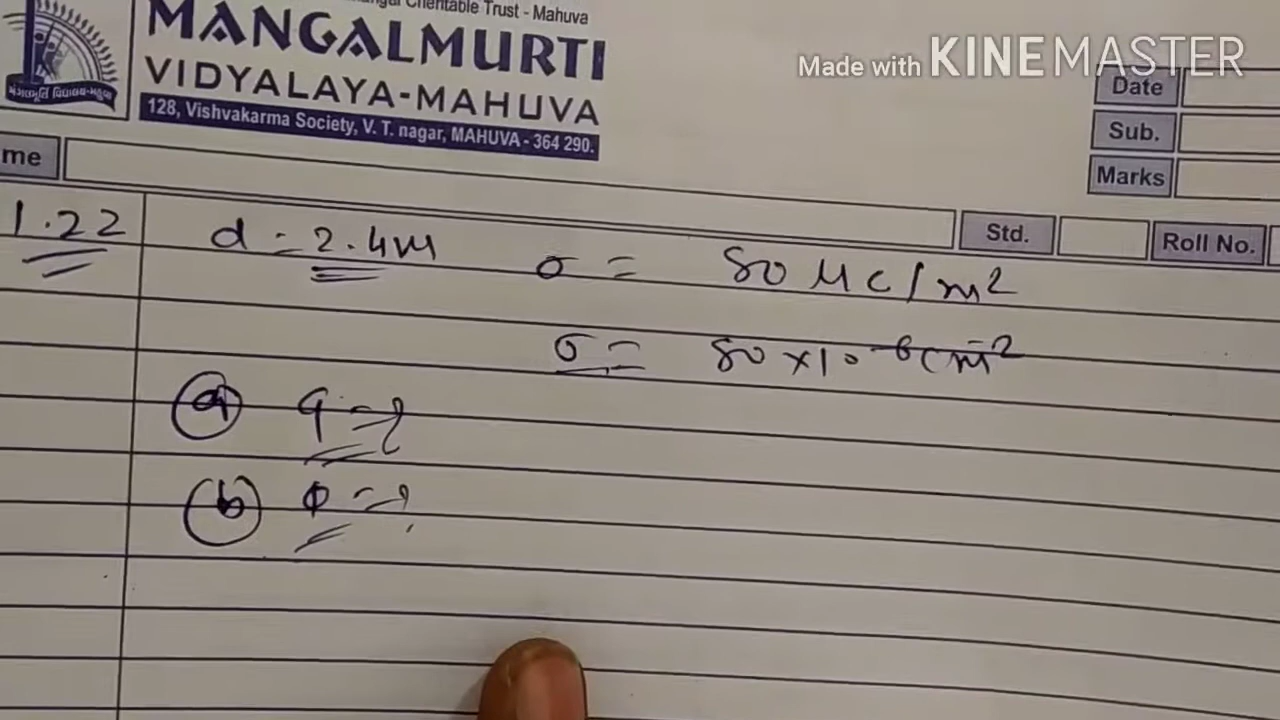 Charitable Trust - Mahuva
MANGALMURTI
VIDYALAYA-MAHUVA
128, Vishvakarma Society, V. T. nagar, MAHUVA - 364 290.
Made with KINEMASTER
Date
Sub.
Marks
me
Std.
Roll No.
1.22
d = 2.4m
σ = 80 μC/m²
σ = 80 × 10⁻⁶ C m⁻²
(a) q = ?
(b) φ = ?